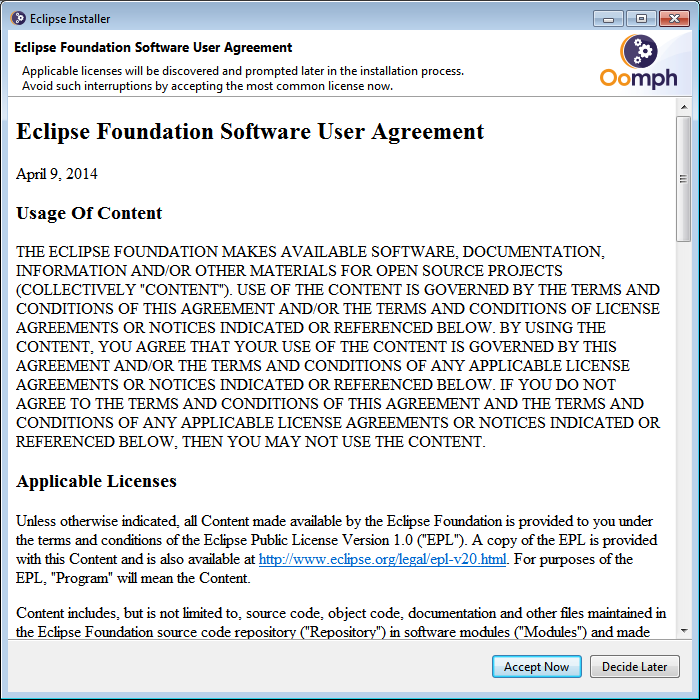 Eclipse Installer
Eclipse Foundation Software User Agreement
Applicable licenses will be discovered and prompted later in the installation process.
Avoid such interruptions by accepting the most common license now.
Oomph
Eclipse Foundation Software User Agreement
April 9, 2014
Usage Of Content
THE ECLIPSE FOUNDATION MAKES AVAILABLE SOFTWARE, DOCUMENTATION,
INFORMATION AND/OR OTHER MATERIALS FOR OPEN SOURCE PROJECTS
(COLLECTIVELY "CONTENT"). USE OF THE CONTENT IS GOVERNED BY THE TERMS AND
CONDITIONS OF THIS AGREEMENT AND/OR THE TERMS AND CONDITIONS OF LICENSE
AGREEMENTS OR NOTICES INDICATED OR REFERENCED BELOW. BY USING THE
CONTENT, YOU AGREE THAT YOUR USE OF THE CONTENT IS GOVERNED BY THIS
AGREEMENT AND/OR THE TERMS AND CONDITIONS OF ANY APPLICABLE LICENSE
AGREEMENTS OR NOTICES INDICATED OR REFERENCED BELOW. IF YOU DO NOT
AGREE TO THE TERMS AND CONDITIONS OF THIS AGREEMENT AND THE TERMS AND
CONDITIONS OF ANY APPLICABLE LICENSE AGREEMENTS OR NOTICES INDICATED OR
REFERENCED BELOW, THEN YOU MAY NOT USE THE CONTENT.
Applicable Licenses
Unless otherwise indicated, all Content made available by the Eclipse Foundation is provided to you under
the terms and conditions of the Eclipse Public License Version 1.0 ("EPL"). A copy of the EPL is provided
with this Content and is also available at http://www.eclipse.org/legal/epl-v20.html. For purposes of the
EPL, "Program" will mean the Content.
Content includes, but is not limited to, source code, object code, documentation and other files maintained in
the Eclipse Foundation source code repository ("Repository") in software modules ("Modules") and made
Accept Now
Decide Later